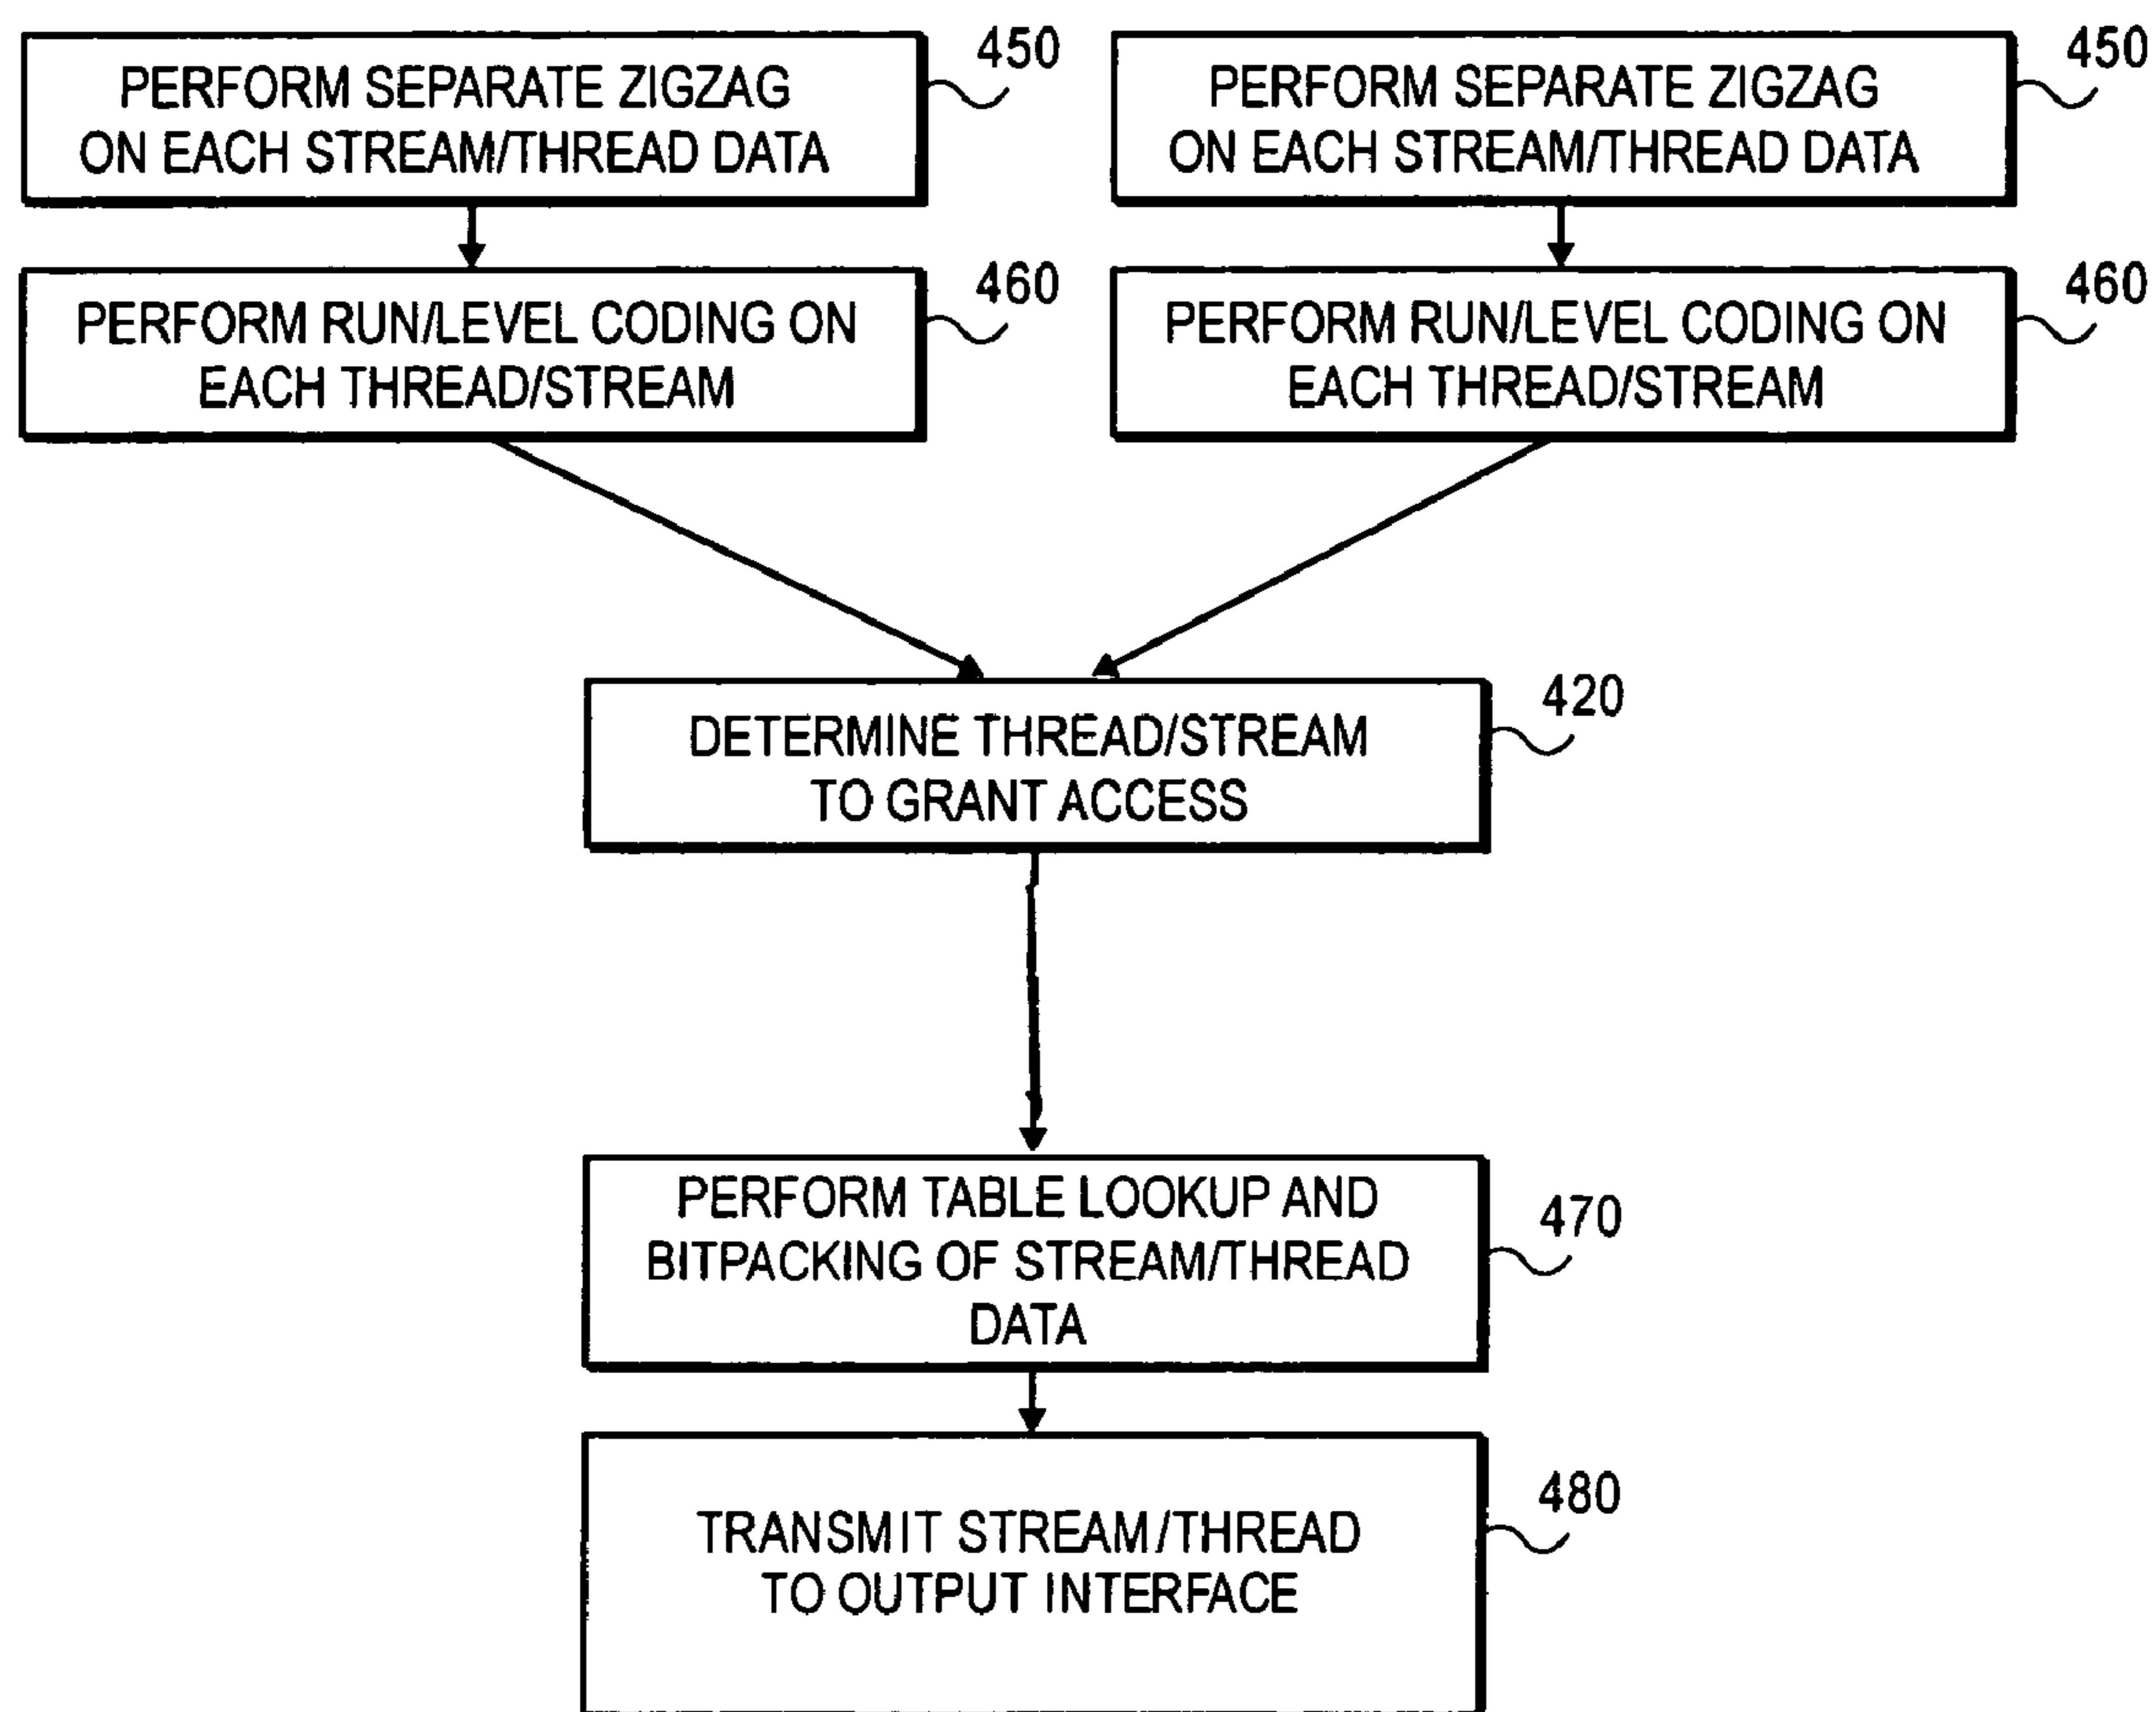 PERFORM SEPARATE ZIGZAG
ON EACH STREAM/THREAD DATA
450
PERFORM SEPARATE ZIGZAG
ON EACH STREAM/THREAD DATA
450
PERFORM RUN/LEVEL CODING ON
EACH THREAD/STREAM
460
PERFORM RUN/LEVEL CODING ON
EACH THREAD/STREAM
460
DETERMINE THREAD/STREAM
TO GRANT ACCESS
420
PERFORM TABLE LOOKUP AND
BITPACKING OF STREAM/THREAD
DATA
470
TRANSMIT STREAM/THREAD
TO OUTPUT INTERFACE
480